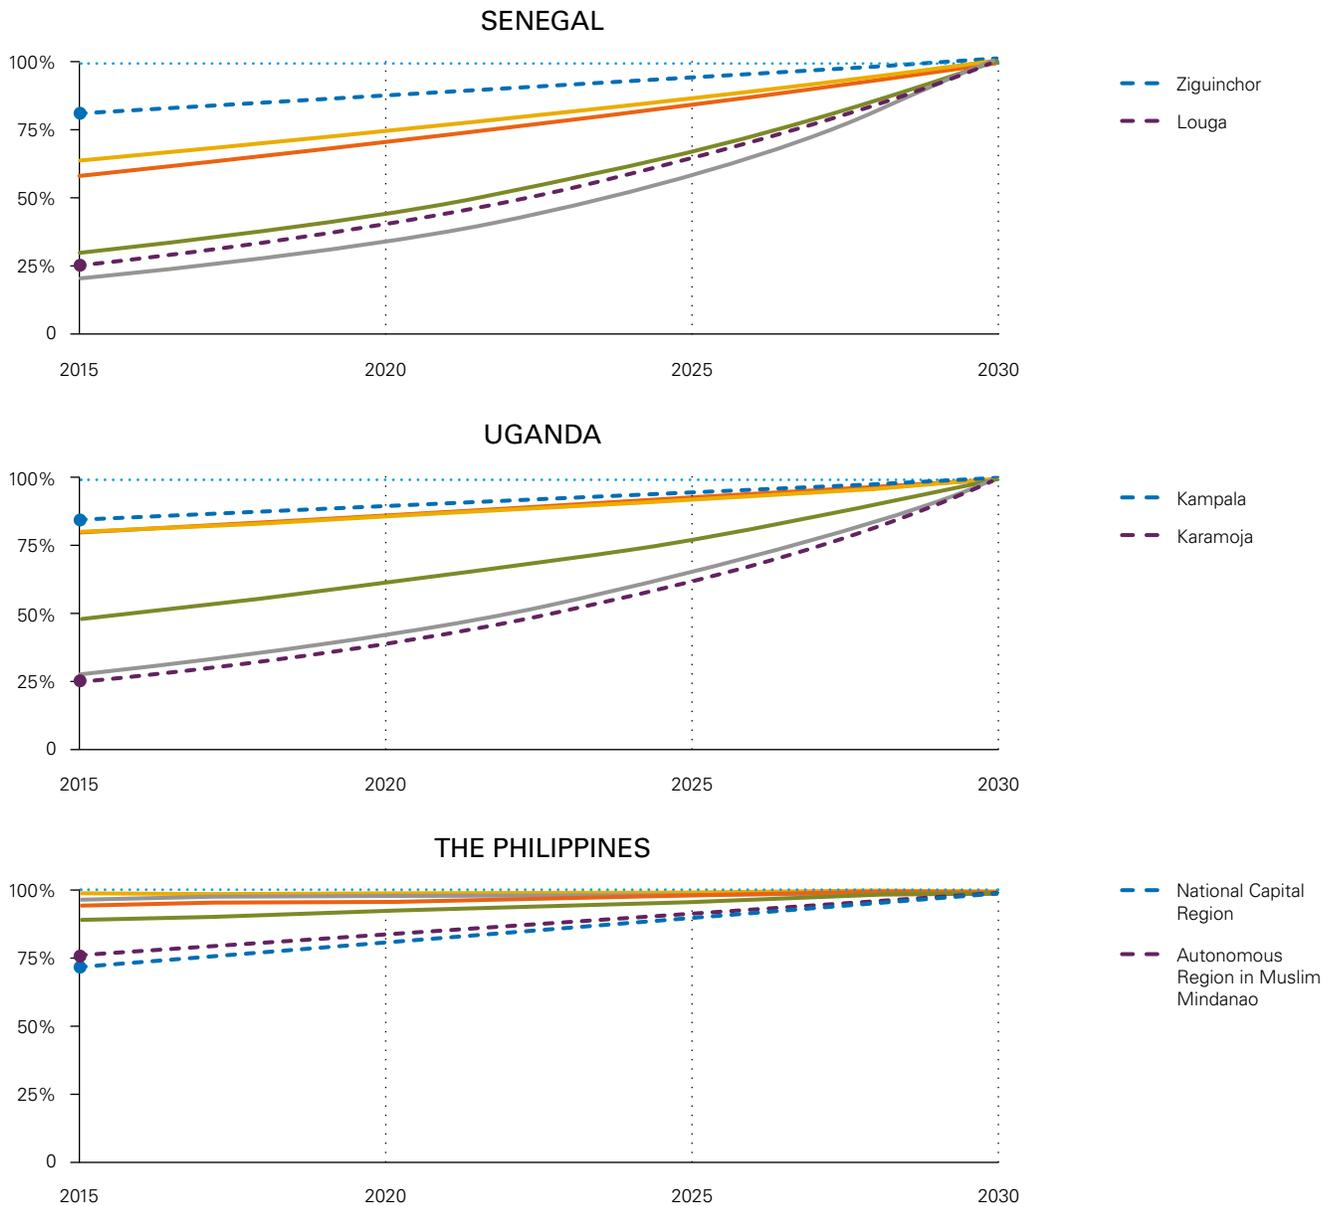 SENEGAL
100%
75%
50%
25%
0
2015 2020 2025 2030
Ziguinchor
Louga
UGANDA
100%
75%
50%
25%
0
2015 2020 2025 2030
Kampala
Karamoja
THE PHILIPPINES
100%
75%
50%
25%
0
2015 2020 2025 2030
National Capital
Region
Autonomous
Region in Muslim
Mindanao